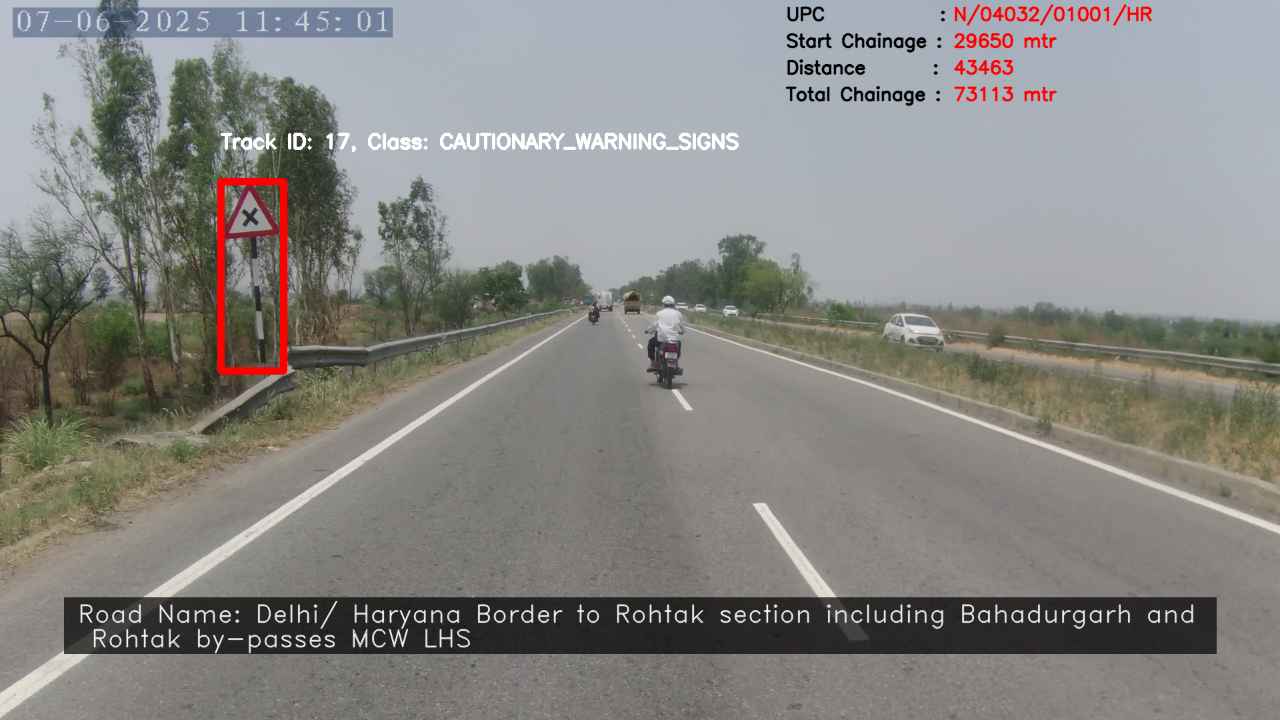 07-06-2025 11:45:01
UPC : N/04032/01001/HR
Start Chainage : 29650 mtr
Distance : 43463
Total Chainage : 73113 mtr
Track ID: 17, Class: CAUTIONARY_WARNING_SIGNS
Road Name: Delhi/ Haryana Border to Rohtak section including Bahadurgarh and
Rohtak by-passes MCW LHS